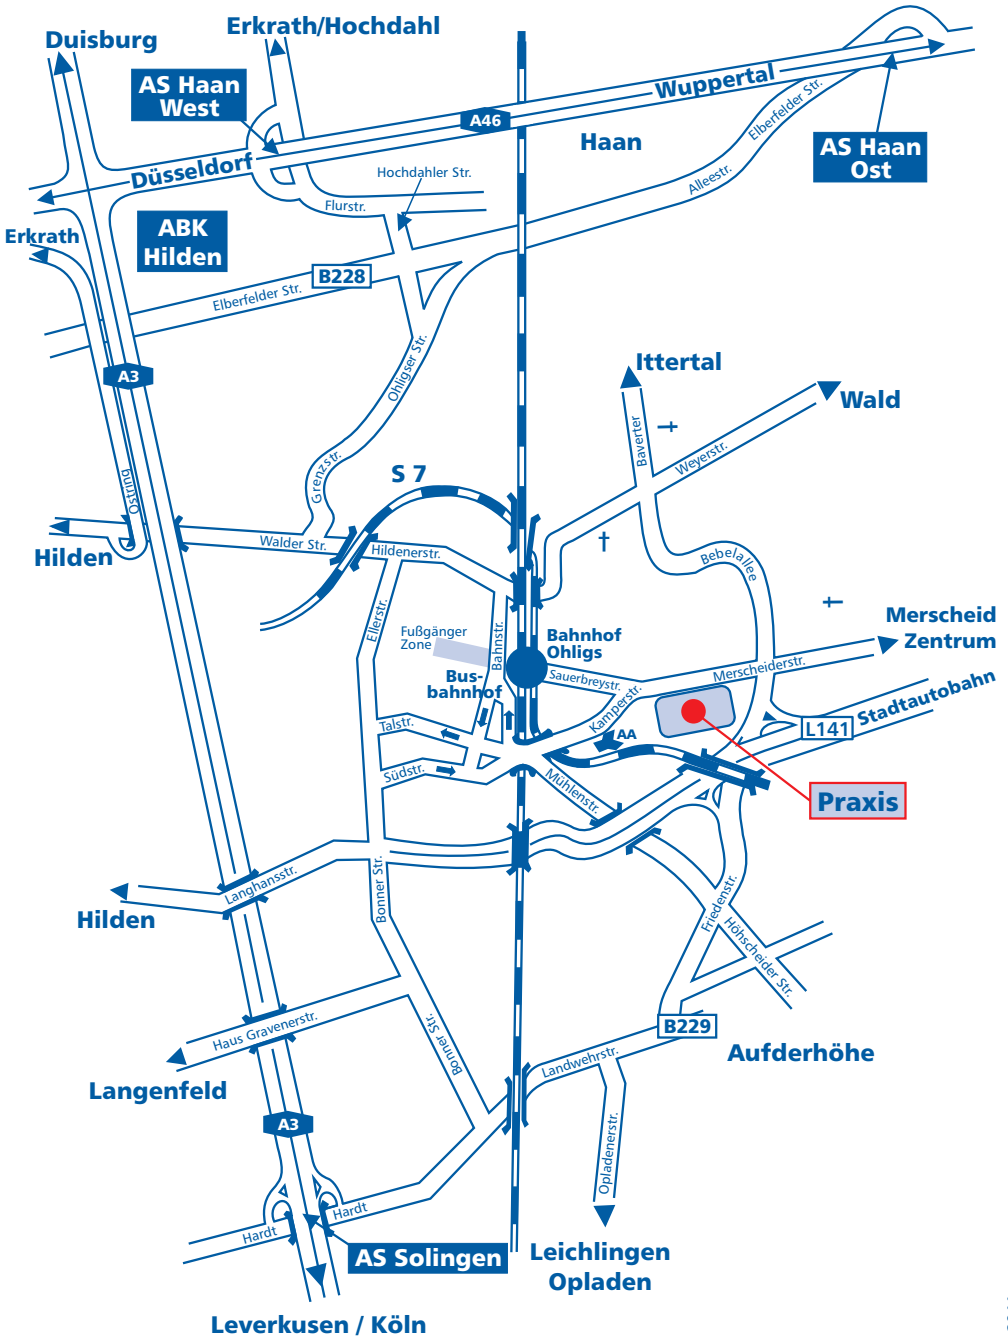 Erkrath/Hochdahl
Duisburg
AS Haan
West
Wuppertal
A46
Haan
Elberfelder Str.
AS Haan
Ost
Düsseldorf
Hochdahler Str.
Alleestr.
Flurstr.
Erkrath
ABK
Hilden
B228
Elberfelder Str.
Ohligser Str.
A3
Ittertal
Wald
Baverter
Weyerstr.
Grenzstr.
S 7
Ostring
Hilden
Walder Str.
Hildenerstr.
Bebelallee
Ellerstr.
Fußgänger
Zone
Bahnstr.
Bahnhof
Ohligs
Merscheid
Zentrum
Merscheiderstr.
Bus-
bahnhof
Sauerbreystr.
Kamperstr.
Stadtautobahn
L141
Talstr.
AA
Südstr.
Mühlenstr.
Praxis
Langhansstr.
Bonner Str.
Hilden
Friedenstr.
Höhscheider Str.
Haus Gravenerstr.
Bonner Str.
B229
Aufderhöhe
Landwehrstr.
Langenfeld
A3
Opladenerstr.
Hardt
Hardt
AS Solingen
Leichlingen
Opladen
Leverkusen / Köln